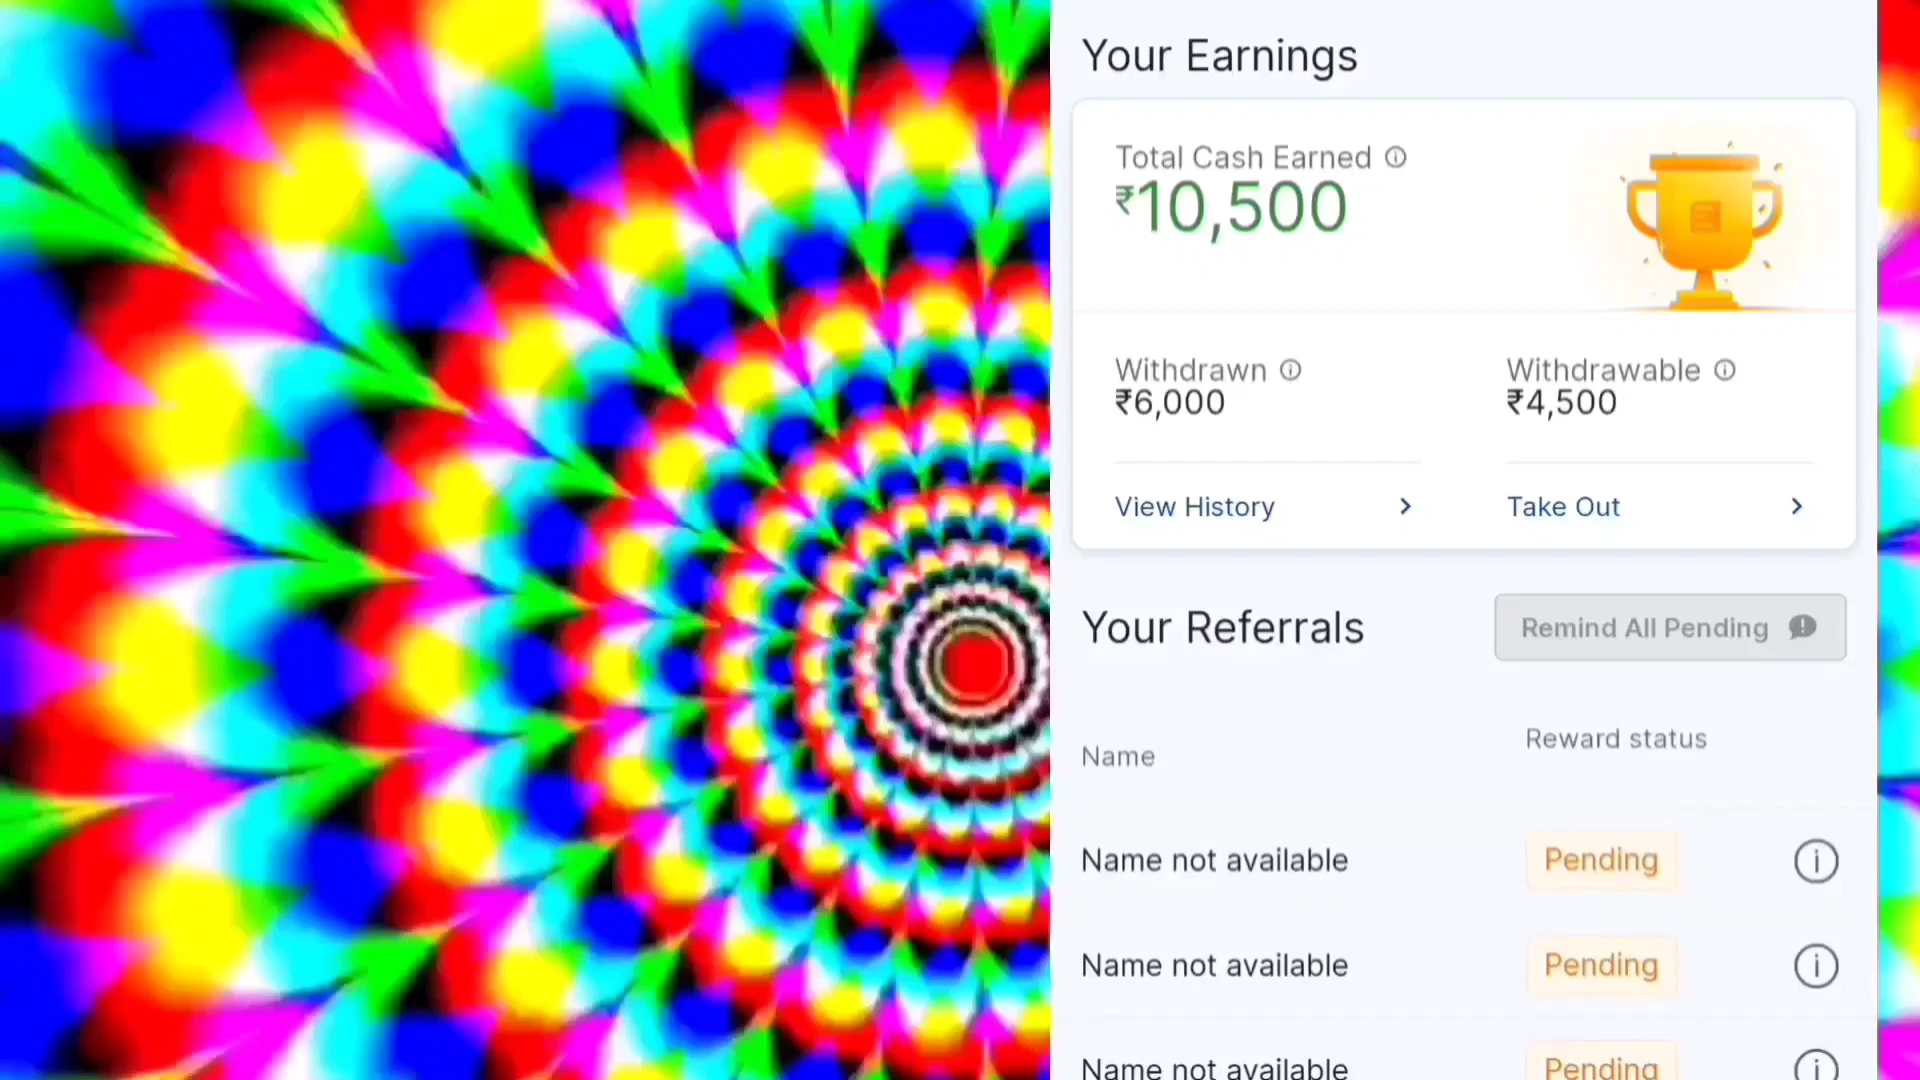 Your Earnings
Total Cash Earned
₹10,500
Withdrawn
Withdrawable
₹6,000
₹4,500
View History
Take Out
Your Referrals
Remind All Pending
Name
Reward status
Name not available
Pending
Name not available
Pending
Name not available
Pending